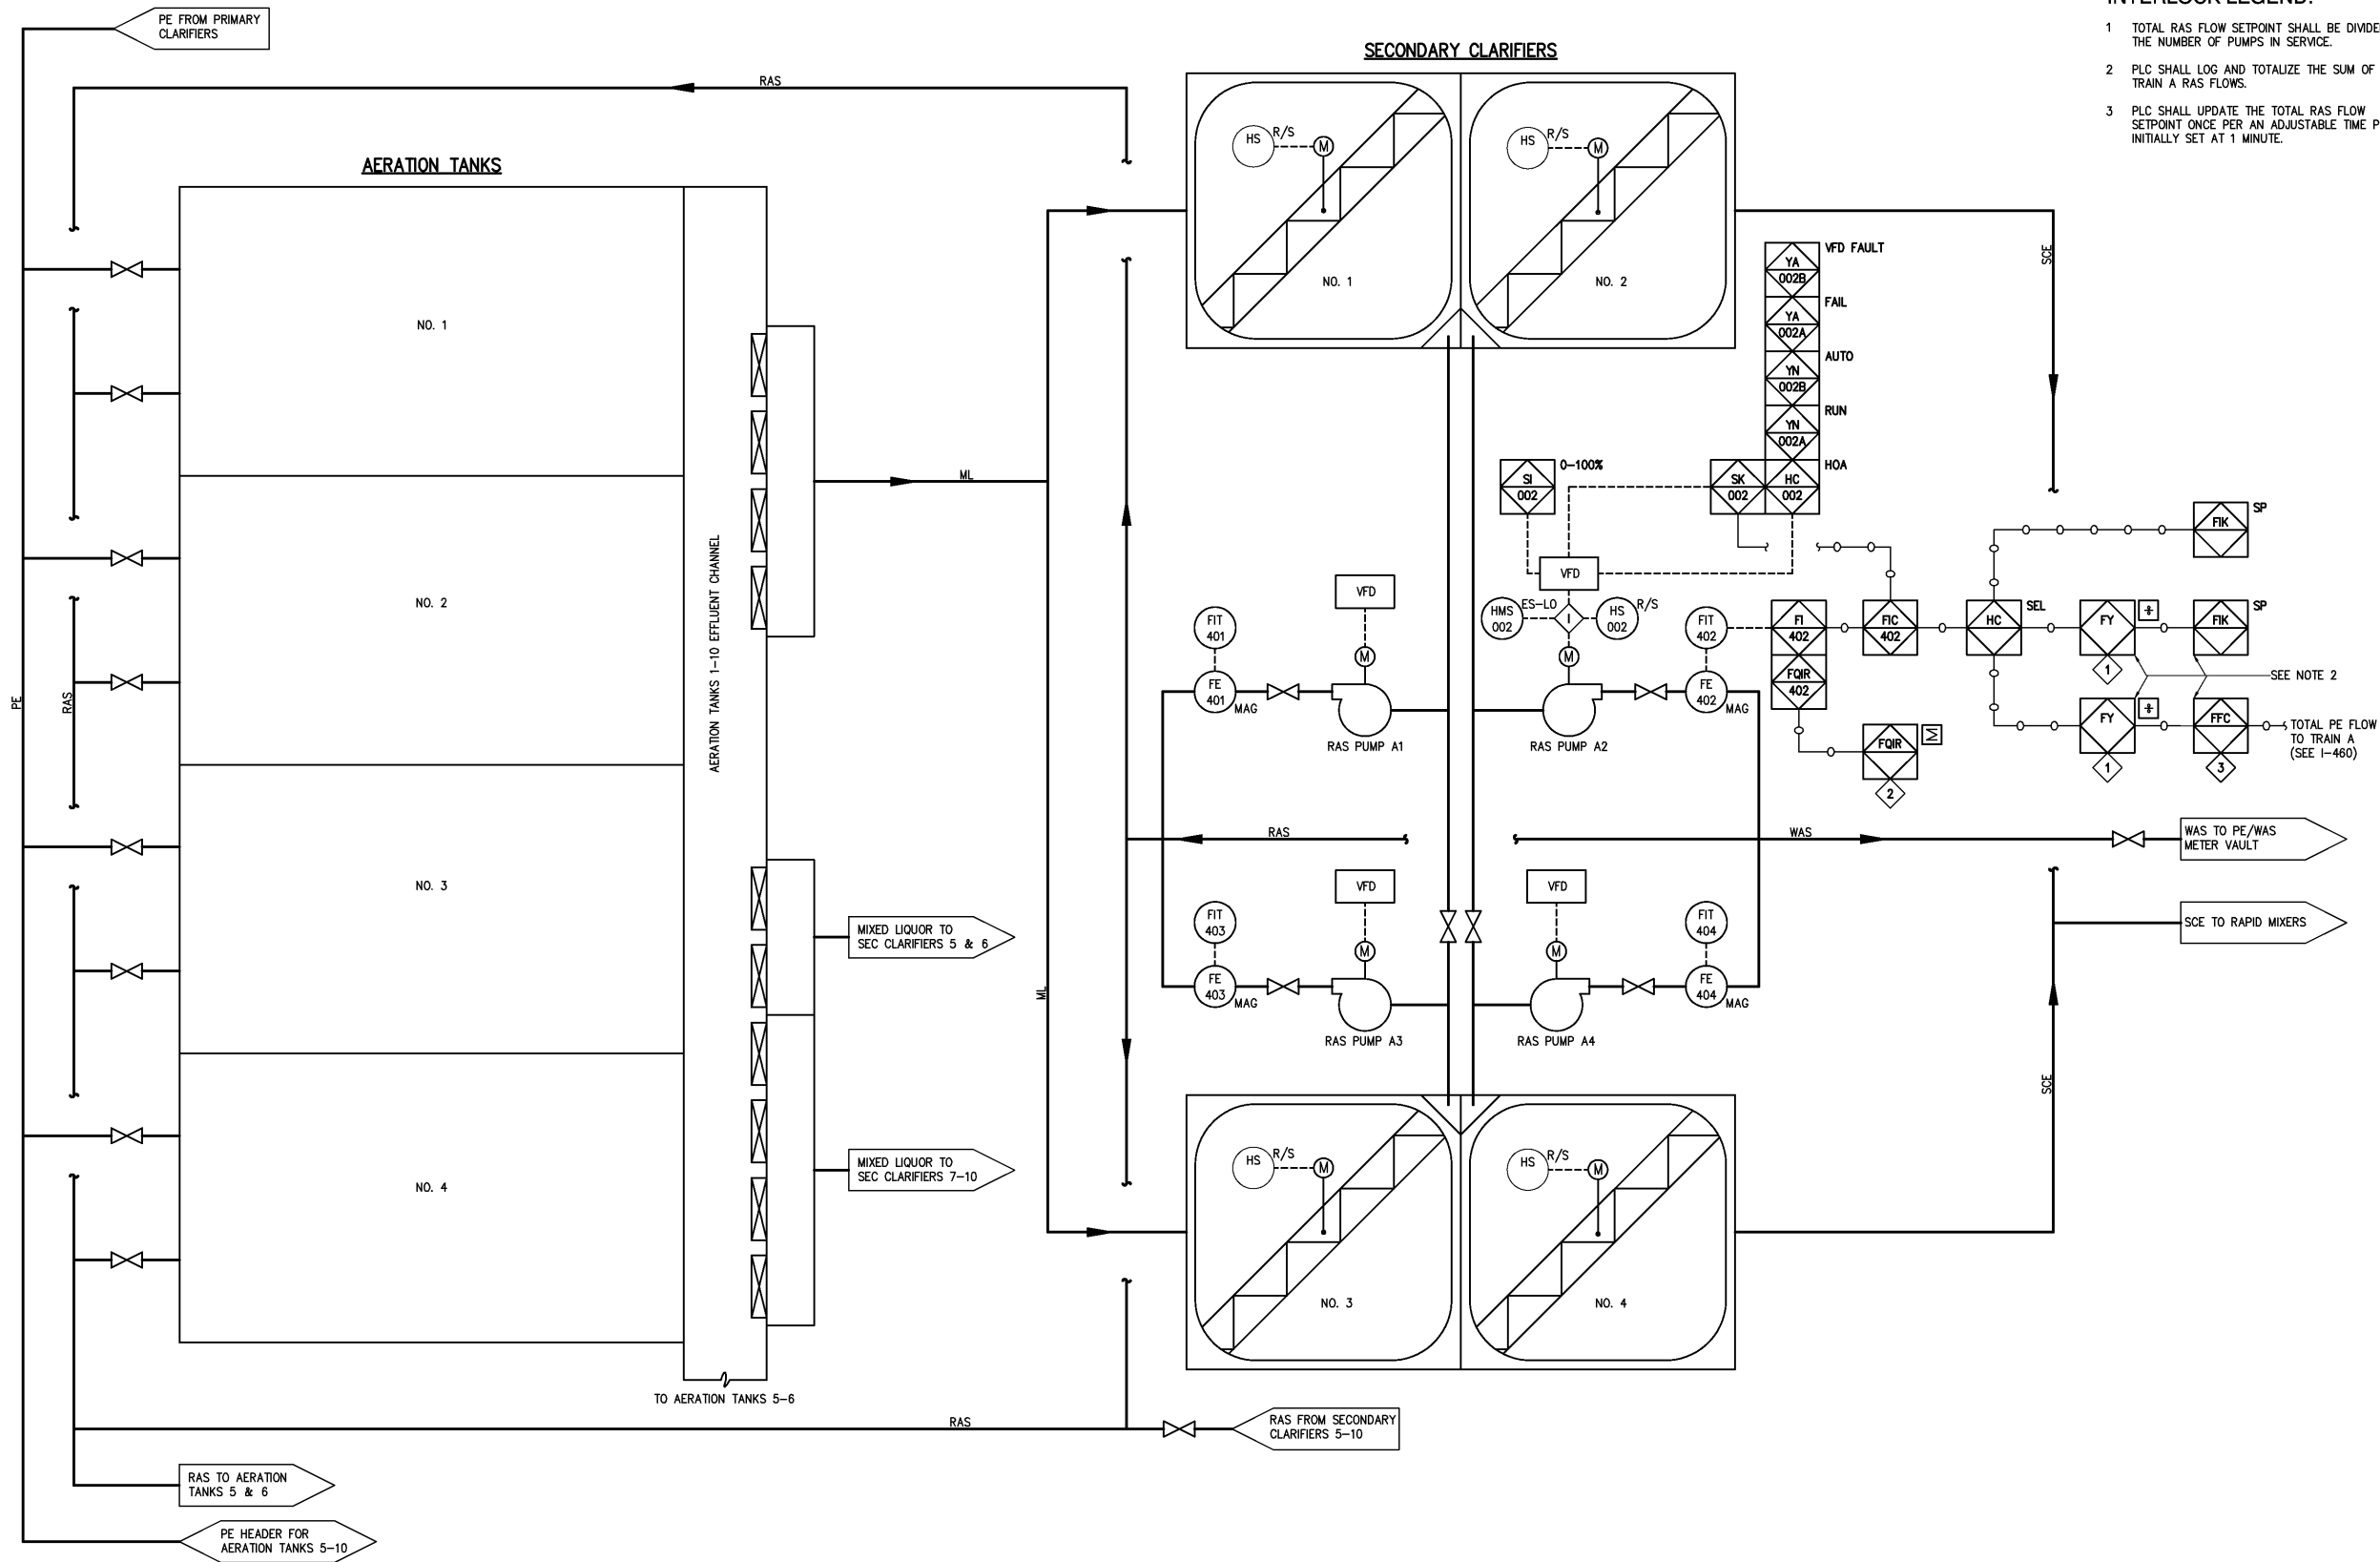 PE FROM PRIMARY
CLARIFIERS
INTERLOCK LEGEND:
1 TOTAL RAS FLOW SETPOINT SHALL BE
THE NUMBER OF PUMPS IN SERVICE.
2 PLC SHALL LOG AND TOTALIZE THE SUM OF
TRAIN A RAS FLOWS.
3 PLC SHALL UPDATE THE TOTAL RAS FLOW
SETPOINT ONCE PER AN ADJUSTABLE TIME
INITIALLY SET AT 1 MINUTE.
SECONDARY CLARIFIERS
RAS
AERATION TANKS
HS
R/S
M
NO. 1
HS
R/S
M
NO. 2
SCE
NO. 1
NO. 2
NO. 3
NO. 4
PE
RAS
AERATION TANKS 1-10 EFFLUENT CHANNEL
ML
ML
YA
002B
VFD FAULT
YA
002A
FAIL
YN
002B
AUTO
YN
002A
RUN
SI
002
0-100%
SK
002
HC
002
HOA
VFD
VFD
FIT
401
M
FE
401
MAG
RAS PUMP A1
HMS
002
ES-LO
I
HS
002
R/S
M
RAS PUMP A2
FIT
402
FE
402
MAG
FI
402
FQIR
402
FIC
402
HC
SEL
FIK
SP
FY
÷
1
FIK
SP
SEE NOTE 2
FY
÷
1
FFC
3
TOTAL PE FLOW
TO TRAIN A
(SEE I-460)
FQIR
Σ
2
RAS
WAS
WAS TO PE/WAS
METER VAULT
VFD
VFD
FIT
403
M
FE
403
MAG
RAS PUMP A3
M
RAS PUMP A4
FIT
404
FE
404
MAG
SCE TO RAPID MIXERS
SCE
MIXED LIQUOR TO
SEC CLARIFIERS 5 & 6
MIXED LIQUOR TO
SEC CLARIFIERS 7-10
HS
R/S
M
NO. 3
HS
R/S
M
NO. 4
TO AERATION TANKS 5-6
RAS
RAS FROM SECONDARY
CLARIFIERS 5-10
RAS TO AERATION
TANKS 5 & 6
PE HEADER FOR
AERATION TANKS 5-10